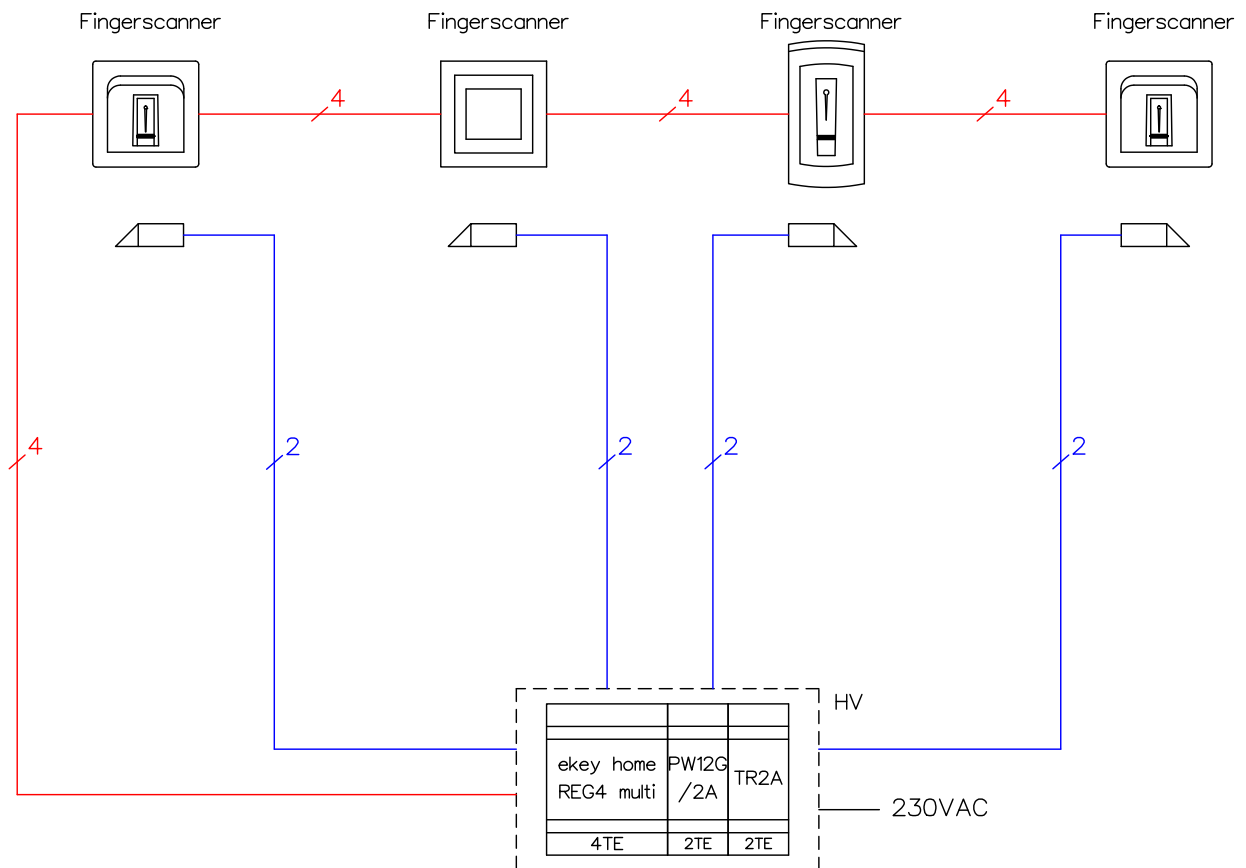 Fingerscanner
Fingerscanner
Fingerscanner
Fingerscanner
4
4
4
4
2
2
2
2
HV
ekey home
REG4 multi
PW12G
/2A
TR2A
230VAC
4TE
2TE
2TE